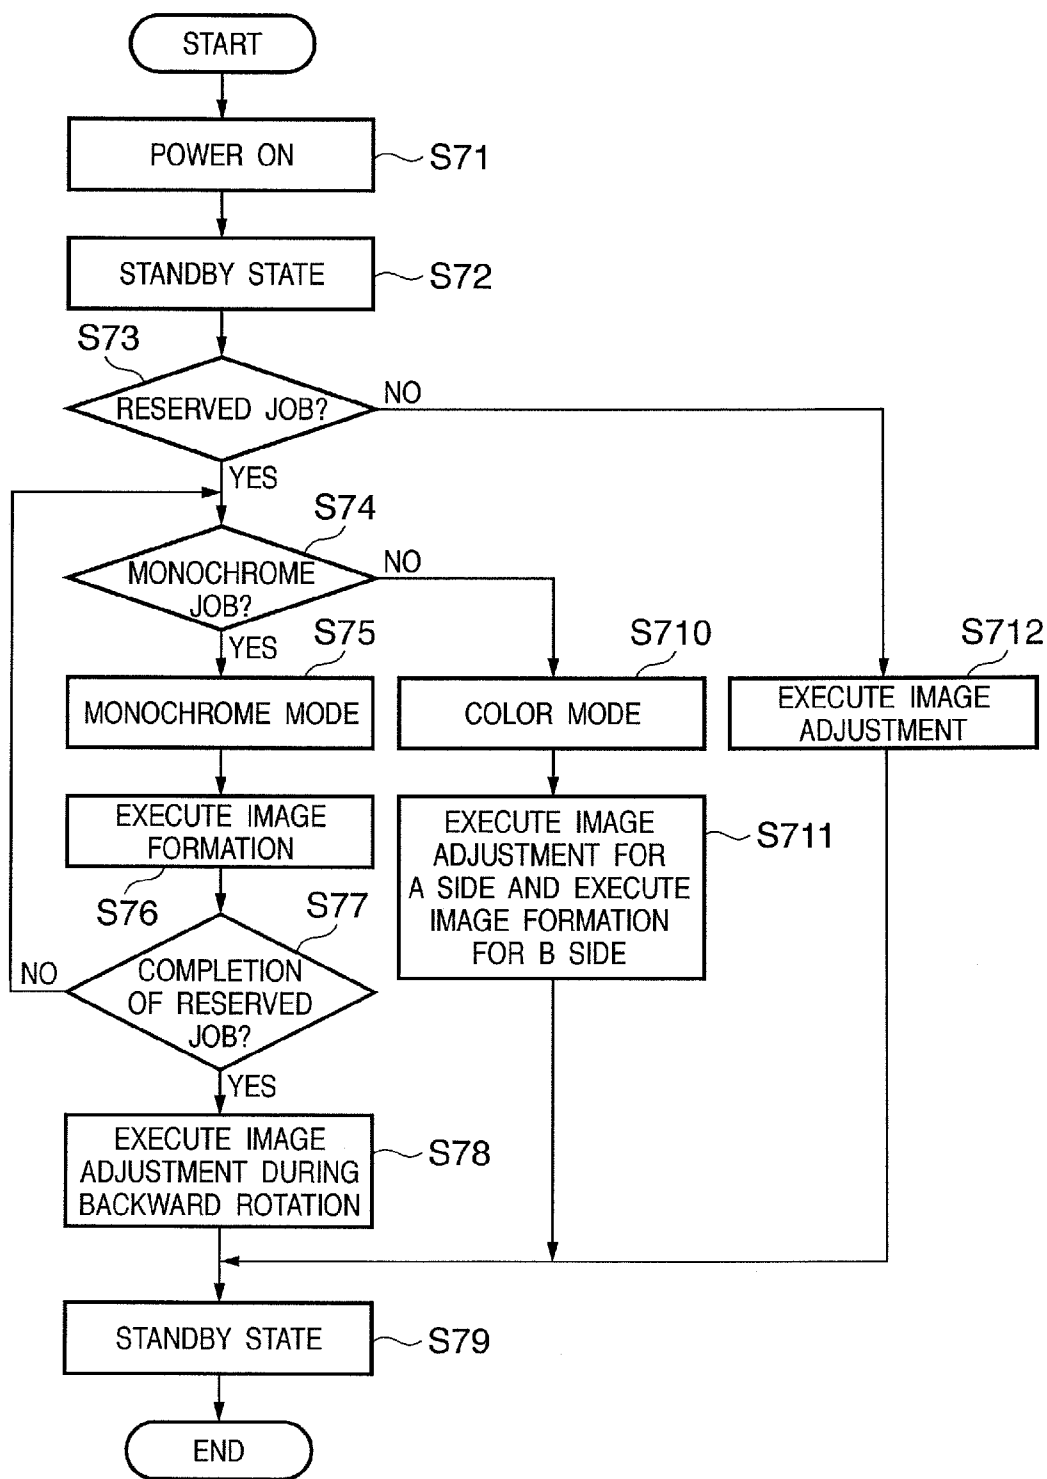 START
POWER ON
S71
STANDBY STATE
S72
S73
RESERVED JOB?
NO
YES
S74
MONOCHROME
JOB?
NO
YES
S75
MONOCHROME MODE
S710
COLOR MODE
S712
EXECUTE IMAGE
ADJUSTMENT
EXECUTE IMAGE
FORMATION
S76
EXECUTE IMAGE
ADJUSTMENT FOR
A SIDE AND EXECUTE
IMAGE FORMATION
FOR B SIDE
S711
S77
COMPLETION
OF RESERVED
JOB?
NO
YES
EXECUTE IMAGE
ADJUSTMENT DURING
BACKWARD ROTATION
S78
STANDBY STATE
S79
END